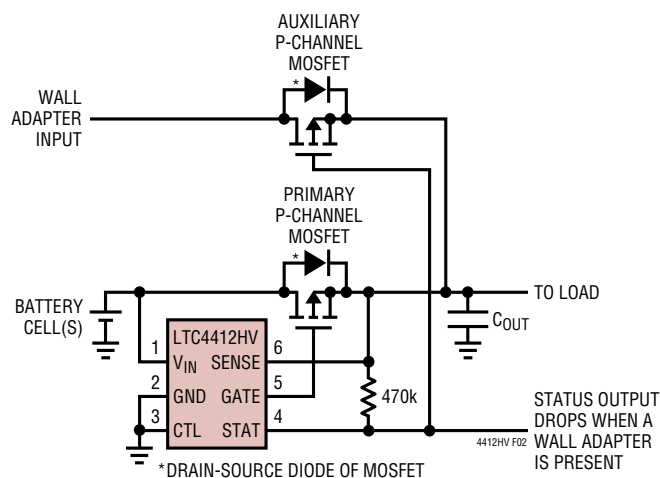 AUXILIARY
P-CHANNEL
MOSFET
*
WALL
ADAPTER
INPUT
PRIMARY
P-CHANNEL
MOSFET
*
TO LOAD
BATTERY
CELL(S)
COUT
LTC4412HV
1
VIN
SENSE
6
2
GND
GATE
5
3
CTL
STAT
4
470k
STATUS OUTPUT
DROPS WHEN A
WALL ADAPTER
IS PRESENT
4412HV F02
*DRAIN-SOURCE DIODE OF MOSFET